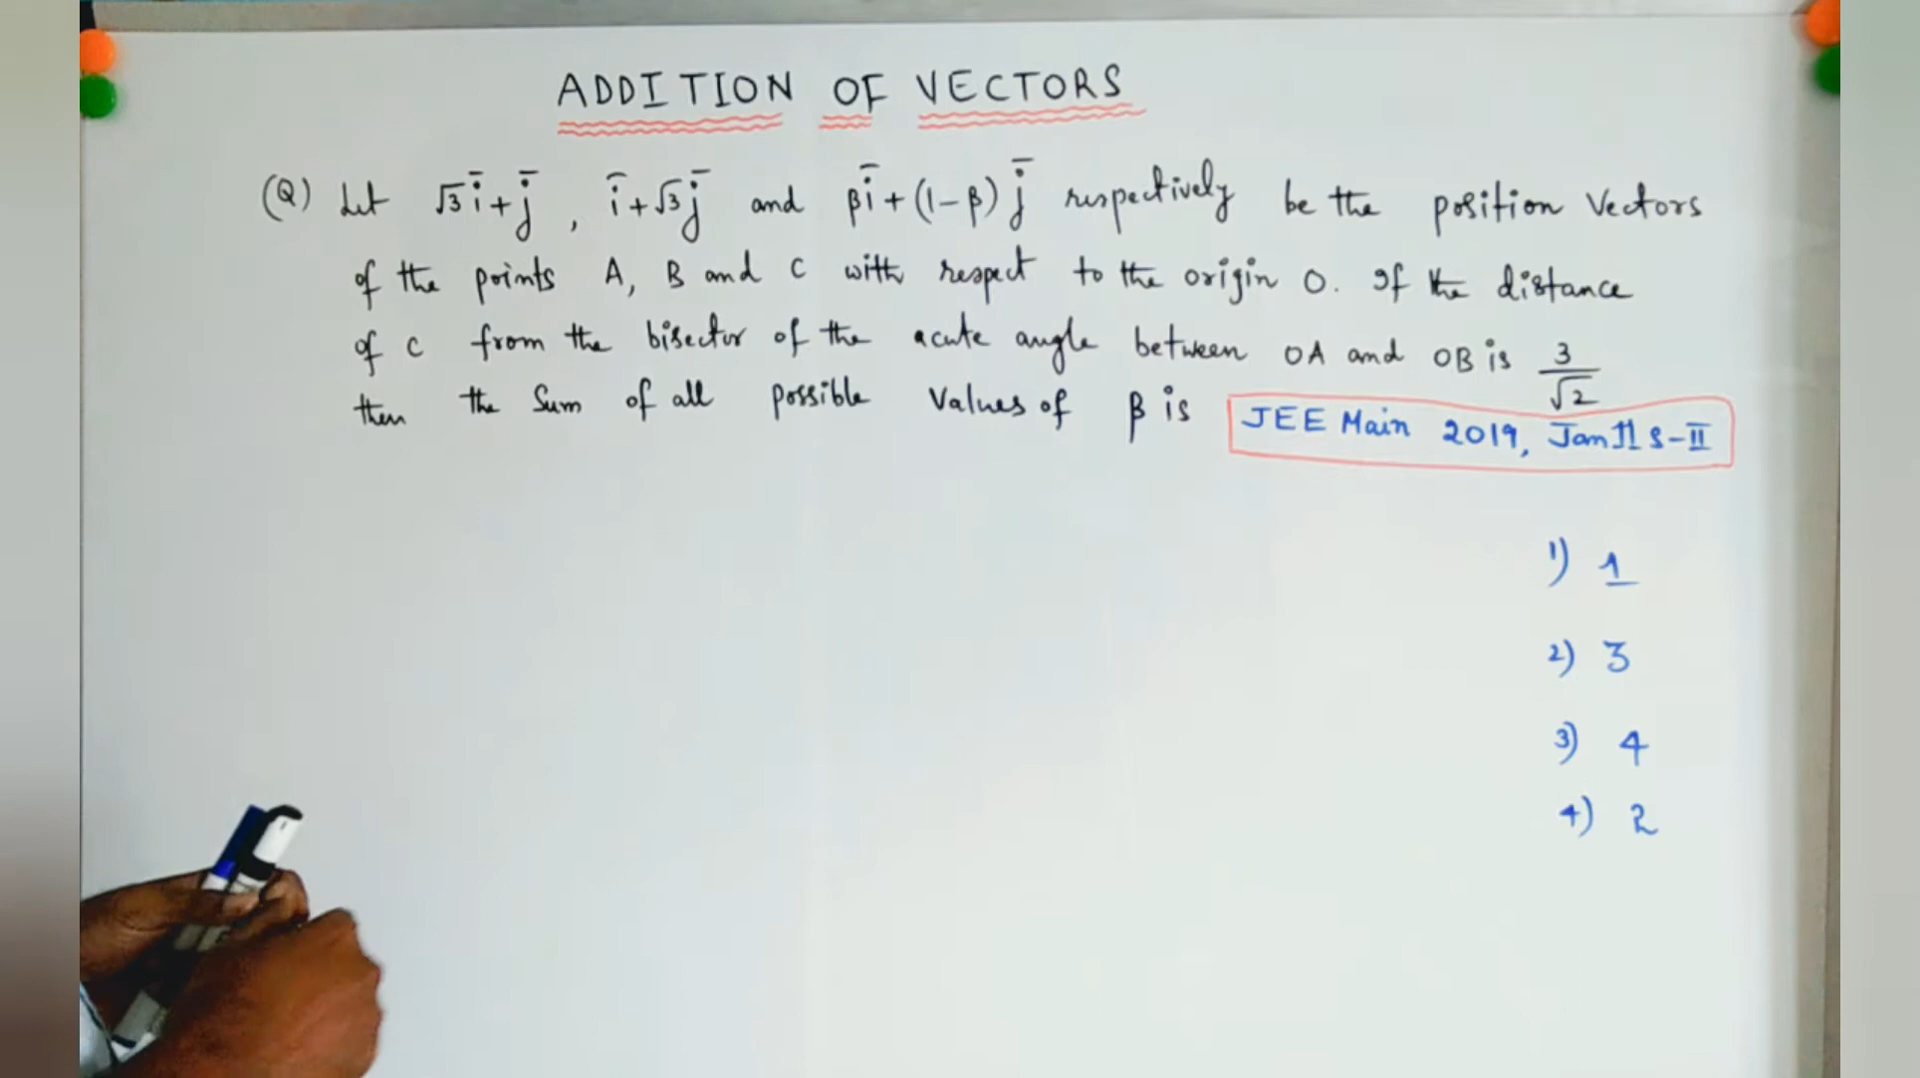 ADDITION OF VECTORS
(Q) Let √3 i̅ + j̅ , i̅ + √3 j̅ and β i̅ + (1-β) j̅ respectively be the position Vectors
of the points A, B and C with respect to the origin O. If the distance
of C from the bisector of the acute angle between OA and OB is 3/√2
then the Sum of all possible Values of β is JEE Main 2019, Jan 11 S-II
1) 1
2) 3
3) 4
4) 2